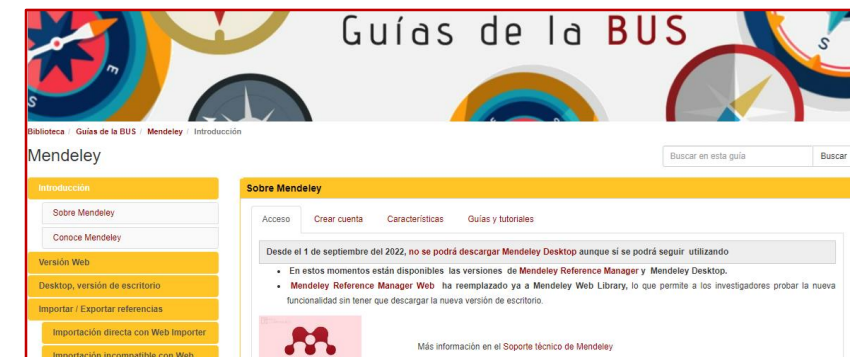 Guías de la BUS
Biblioteca / Guías de la BUS / Mendeley / Introducción
Mendeley
Buscar en esta guía
Buscar
Introducción
Sobre Mendeley
Conoce Mendeley
Versión Web
Desktop, versión de escritorio
Importar / Exportar referencias
Importación directa con Web Importer
Importación incompatible con Web
Sobre Mendeley
Acceso Crear cuenta Características Guías y tutoriales
Desde el 1 de septiembre del 2022, no se podrá descargar Mendeley Desktop aunque sí se podrá seguir utilizando
• En estos momentos están disponibles las versiones de Mendeley Reference Manager y Mendeley Desktop.
• Mendeley Reference Manager Web ha reemplazado ya a Mendeley Web Library, lo que permite a los investigadores probar la nueva
funcionalidad sin tener que descargar la nueva versión de escritorio.
Más información en el Soporte técnico de Mendeley